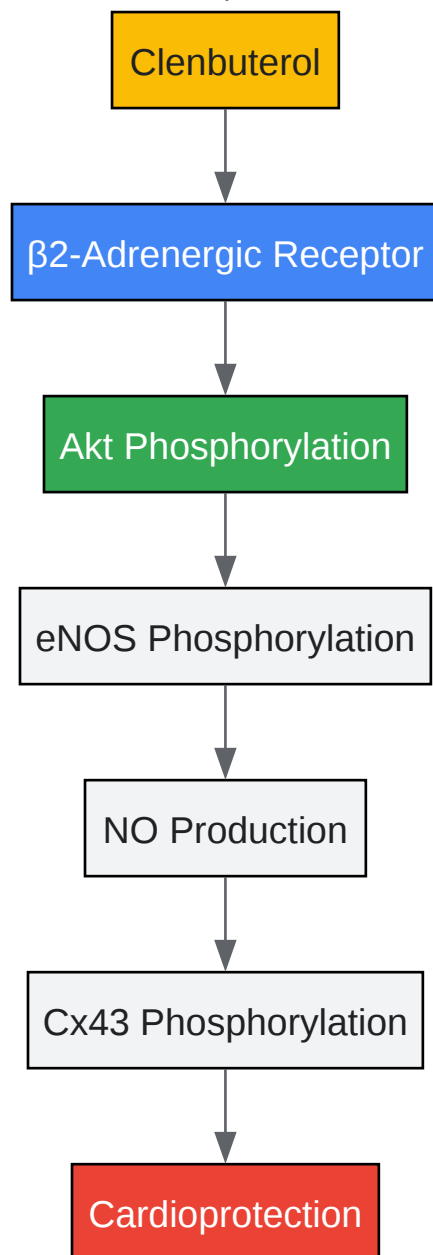 Clenbuterol
β2-Adrenergic Receptor
Akt Phosphorylation
eNOS Phosphorylation
NO Production
Cx43 Phosphorylation
Cardioprotection